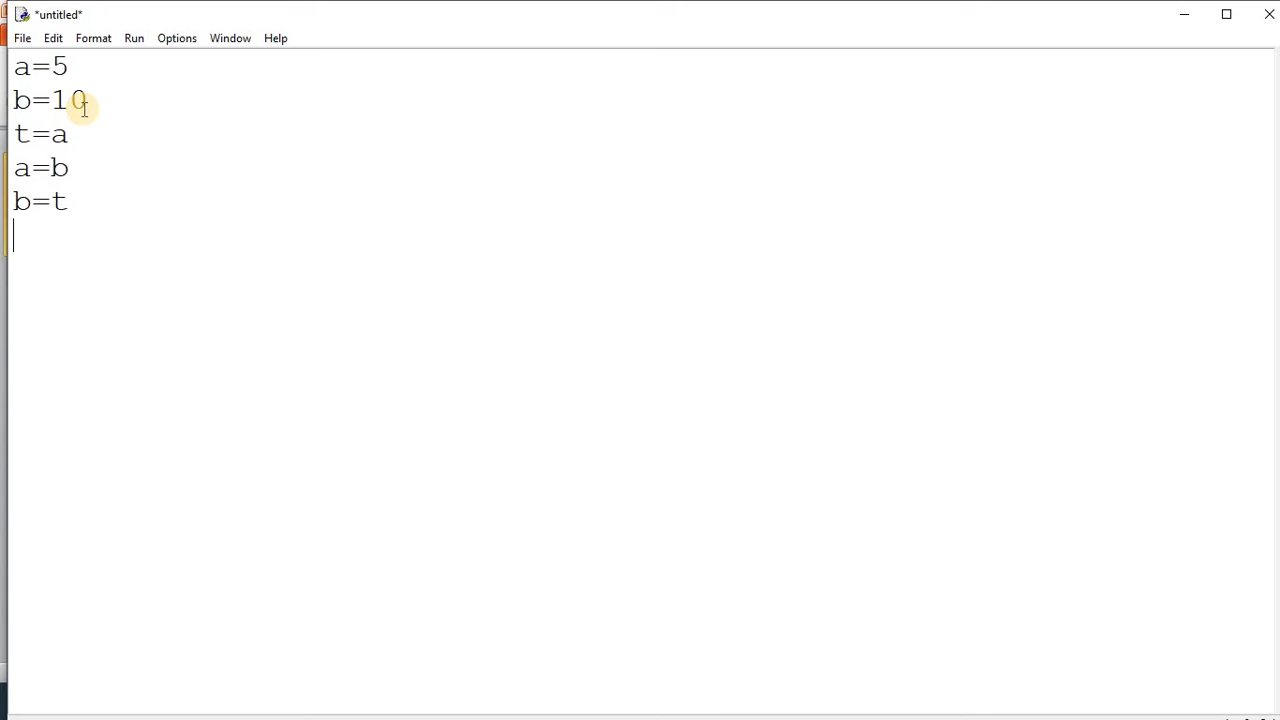 *untitled*
File Edit Format Run Options Window Help
a=5
b=10
t=a
a=b
b=t